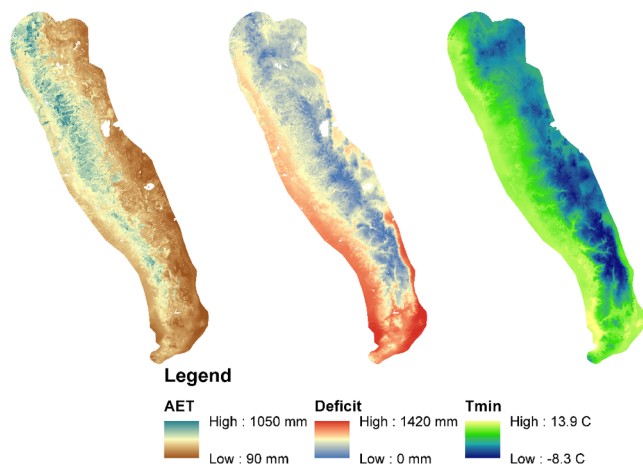 Legend
AET
High : 1050 mm
Low : 90 mm
Deficit
High : 1420 mm
Low : 0 mm
Tmin
High : 13.9 C
Low : -8.3 C